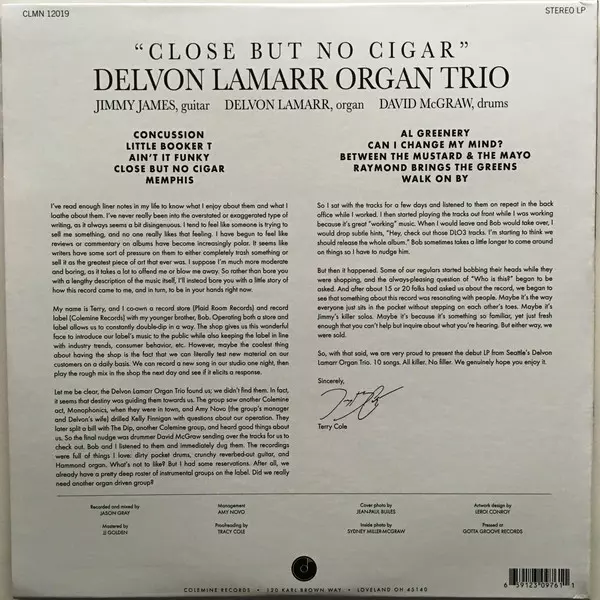 CLMN 12019
STEREO LP
"CLOSE BUT NO CIGAR"
DELVON LAMARR ORGAN TRIO
JIMMY JAMES, guitar DELVON LAMARR, organ DAVID McGRAW, drums
CONCUSSION
LITTLE BOOKER T
AIN'T IT FUNKY
CLOSE BUT NO CIGAR
MEMPHIS
AL GREENERY
CAN I CHANGE MY MIND?
BETWEEN THE MUSTARD & THE MAYO
RAYMOND BRINGS THE GREENS
WALK ON BY
I've read enough liner notes in my life to know what I enjoy about them and what I
loathe about them. I've never really been into the overstated or exaggerated type of
writing, as it always seems a bit disingenuous. I tend to feel like someone is trying to
sell me something, and no one really likes that feeling. I have begun to feel like
reviews or commentary on albums have become increasingly polar. It seems like
writers have some sort of pressure on them to either completely trash something or
sell it as the greatest piece of art that ever was. I suppose I'm much more moderate
and boring, as it takes a lot to offend me or blow me away. So rather than bore you
with a lengthy description of the music itself, I'll instead bore you with a little story of
how this record came to me, and in turn, to be in your hands right now.
My name is Terry, and I co-own a record store (Plaid Room Records) and record
label (Colemine Records) with my younger brother, Bob. Operating both a store and
label allows us to constantly double-dip in a way. The shop gives us this wonderful
face to introduce our label's music to the public while also keeping the label in line
with industry trends, consumer behavior, etc. However, maybe the coolest thing
about having the shop is the fact that we can literally test new material on our
customers on a daily basis. We can record a new song in our studio one night, then
play the rough mix in the shop the next day and see if it elicits a response.
Let me be clear, the Delvon Lamarr Organ Trio found us; we didn't find them. In fact,
it seems that destiny was guiding them towards us. The group saw another Colemine
act, Monophonics, when they were in town, and Amy Novo (the group's manager
and Delvon's wife) drilled Kelly Finnigan with questions about our operation. They
later split a bill with The Dip, another Colemine group, and heard good things about
us. So the final nudge was drummer David McGraw sending over the tracks for us to
check out. Bob and I listened to them and immediately dug them. The recordings
were full of things I love: dirty pocket drums, crunchy reverbed-out guitar, and
Hammond organ. What's not to like? But I had some reservations. After all, we
already have a pretty deep roster of instrumental groups on the label. Did we really
need another organ driven group?
So I sat with the tracks for a few days and listened to them on repeat in the back
office while I worked. I then started playing the tracks out front while I was working
because it's great "working" music. When I would leave and Bob would take over, I
would drop subtle hints, "Hey, check out those DLO3 tracks. I'm starting to think we
should release the whole album." Bob sometimes takes a little longer to come around
on things so I have to nudge him.
But then it happened. Some of our regulars started bobbing their heads while they
were shopping, and the always-pleasing question of "Who is this?" began to be
asked. And after about 15 or 20 folks had asked us about the record, we began to
see that something about this record was resonating with people. Maybe it's the way
everyone just sits in the pocket without stepping on each other's toes. Maybe it's
Jimmy's killer solos. Maybe it's because it's something so familiar, yet just fresh
enough that you can't help but inquire about what you're hearing. But either way, we
were sold.
So, with that said, we are very proud to present the debut LP from Seattle's Delvon
Lamarr Organ Trio. 10 songs. All killer. No filler. We genuinely hope you enjoy it.
Sincerely,
Terry Cole
Recorded and mixed by
JASON GRAY
Management
AMY NOVO
Cover photo by
JEAN-PAUL BUILES
Artwork design by
LEROI CONROY
Mastered by
JJ GOLDEN
Proofreading by
TRACY COLE
Inside photo by
SYDNEY MILLER-MCGRAW
Pressed at
GOTTA GROOVE RECORDS
COLEMINE RECORDS • 120 KARL BROWN WAY • LOVELAND OH 45140
6 59123 09761 1